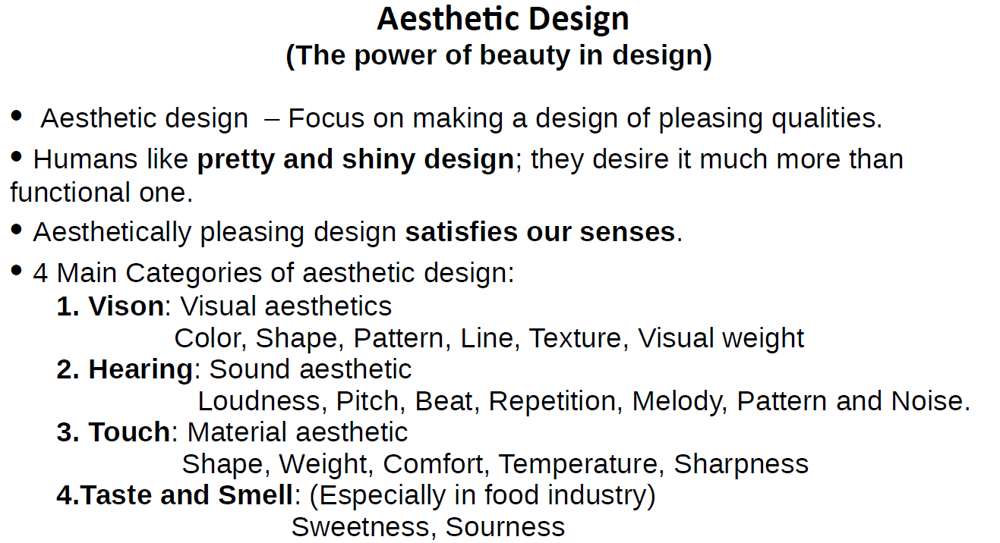 Aesthetic Design
(The power of beauty in design)
• Aesthetic design – Focus on making a design of pleasing qualities.
• Humans like pretty and shiny design; they desire it much more than
functional one.
• Aesthetically pleasing design satisfies our senses.
• 4 Main Categories of aesthetic design:
1. Vison: Visual aesthetics
Color, Shape, Pattern, Line, Texture, Visual weight
2. Hearing: Sound aesthetic
Loudness, Pitch, Beat, Repetition, Melody, Pattern and Noise.
3. Touch: Material aesthetic
Shape, Weight, Comfort, Temperature, Sharpness
4.Taste and Smell: (Especially in food industry)
Sweetness, Sourness